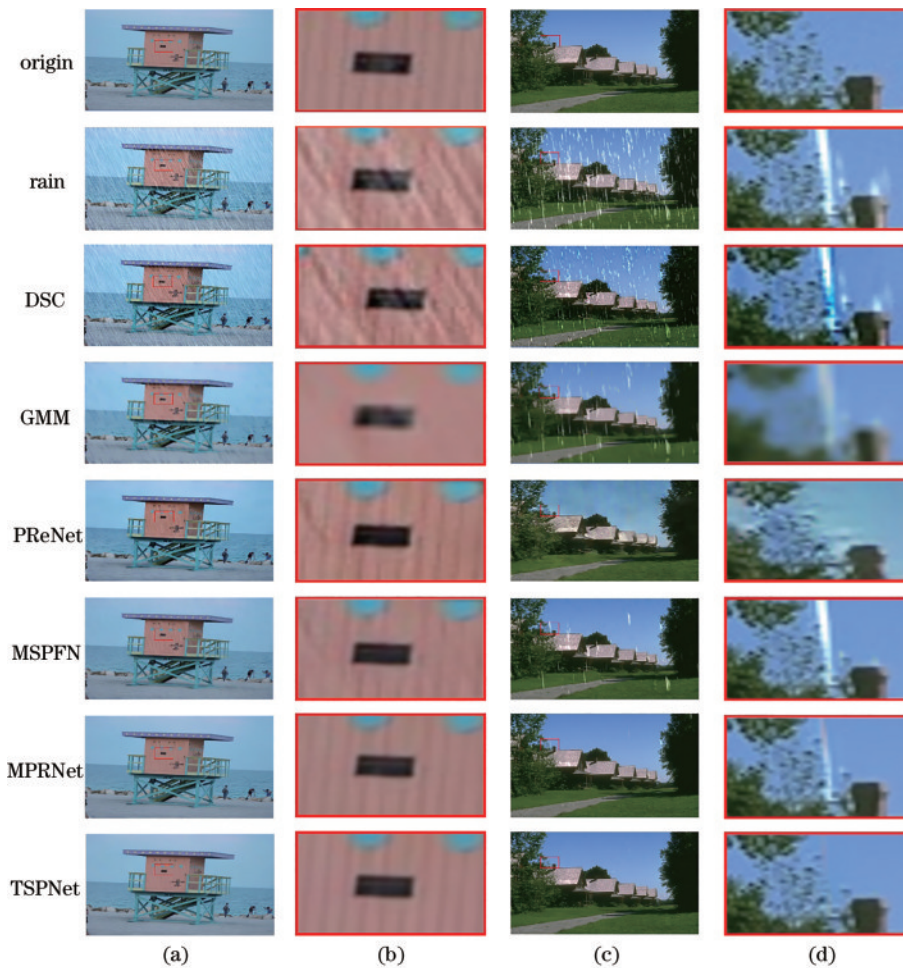 origin
rain
DSC
GMM
PReNet
MSPFN
MPRNet
TSPNet
(a) (b) (c) (d)